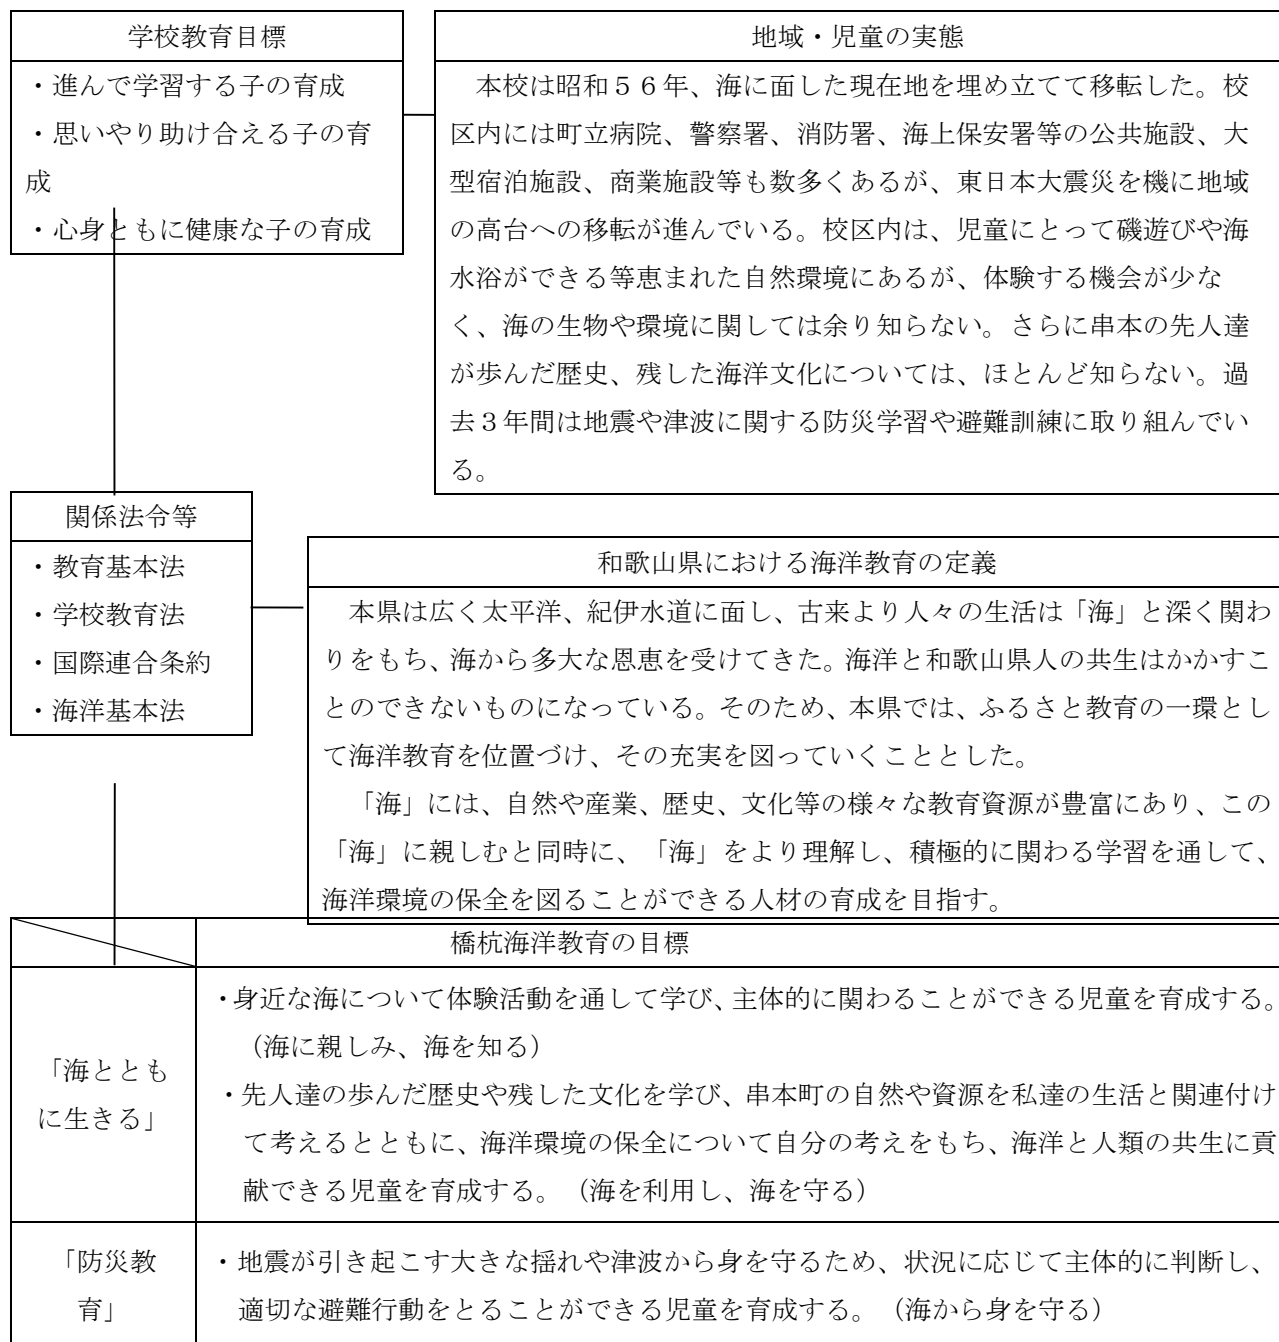 学校教育目標
・進んで学習する子の育成
・思いやり助け合える子の育
成
・心身ともに健康な子の育成
地域・児童の実態
本校は昭和５６年、海に面した現在地を埋め立てて移転した。校
区内には町立病院、警察署、消防署、海上保安署等の公共施設、大
型宿泊施設、商業施設等も数多くあるが、東日本大震災を機に地域
の高台への移転が進んでいる。校区内は、児童にとって磯遊びや海
水浴ができる等恵まれた自然環境にあるが、体験する機会が少な
く、海の生物や環境に関しては余り知らない。さらに串本の先人達
が歩んだ歴史、残した海洋文化については、ほとんど知らない。過
去３年間は地震や津波に関する防災学習や避難訓練に取り組んでい
る。
関係法令等
・教育基本法
・学校教育法
・国際連合条約
・海洋基本法
和歌山県における海洋教育の定義
本県は広く太平洋、紀伊水道に面し、古来より人々の生活は「海」と深く関わ
りをもち、海から多大な恩恵を受けてきた。海洋と和歌山県人の共生はかかすこ
とのできないものになっている。そのため、本県では、ふるさと教育の一環とし
て海洋教育を位置づけ、その充実を図っていくこととした。
「海」には、自然や産業、歴史、文化等の様々な教育資源が豊富にあり、この
「海」に親しむと同時に、「海」をより理解し、積極的に関わる学習を通して、
海洋環境の保全を図ることができる人材の育成を目指す。
橋杭海洋教育の目標
「海ととも
に生きる」
・身近な海について体験活動を通して学び、主体的に関わることができる児童を育成する。
（海に親しみ、海を知る）
・先人達の歩んだ歴史や残した文化を学び、串本町の自然や資源を私達の生活と関連付け
て考えるとともに、海洋環境の保全について自分の考えをもち、海洋と人類の共生に貢
献できる児童を育成する。（海を利用し、海を守る）
「防災教
育」
・地震が引き起こす大きな揺れや津波から身を守るため、状況に応じて主体的に判断し、
適切な避難行動をとることができる児童を育成する。（海から身を守る）